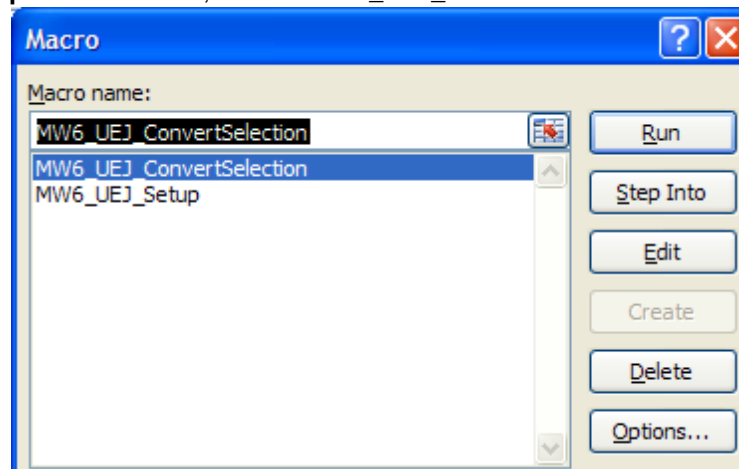 Macro
Macro name:
MW6_UEJ_ConvertSelection
Run
MW6_UEJ_ConvertSelection
MW6_UEJ_Setup
Step Into
Edit
Create
Delete
Options...